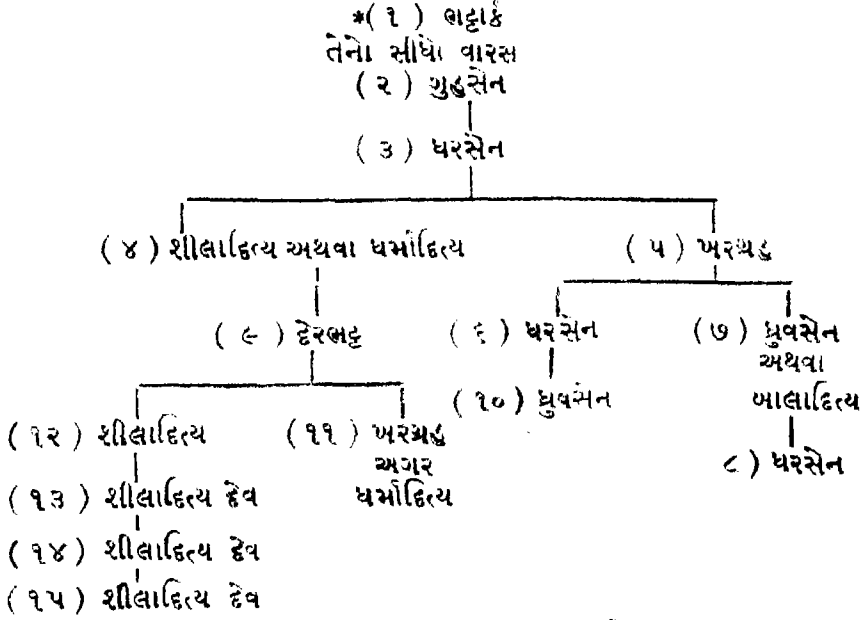 *( ૧ ) ભટ્ટાર્ક
તેનો સીધો વારસ
( ૨ ) ગુહસેન
( ૩ ) ધરસેન
( ૪ ) શીલાદિત્ય અથવા ધર્માદિત્ય ( ૫ ) ખરગ્રહ
( ૯ ) દેરભટ્ટ ( ૬ ) ધરસેન ( ૭ ) ધ્રુવસેન
અથવા
( ૧૦ ) ધ્રુવસેન બાલાદિત્ય
( ૧૨ ) શીલાદિત્ય ( ૧૧ ) ખરગ્રહ
અગર ૮ ) ધરસેન
( ૧૩ ) શીલાદિત્ય દેવ ધર્માદિત્ય
( ૧૪ ) શીલાદિત્ય દેવ
( ૧૫ ) શીલાદિત્ય દેવ